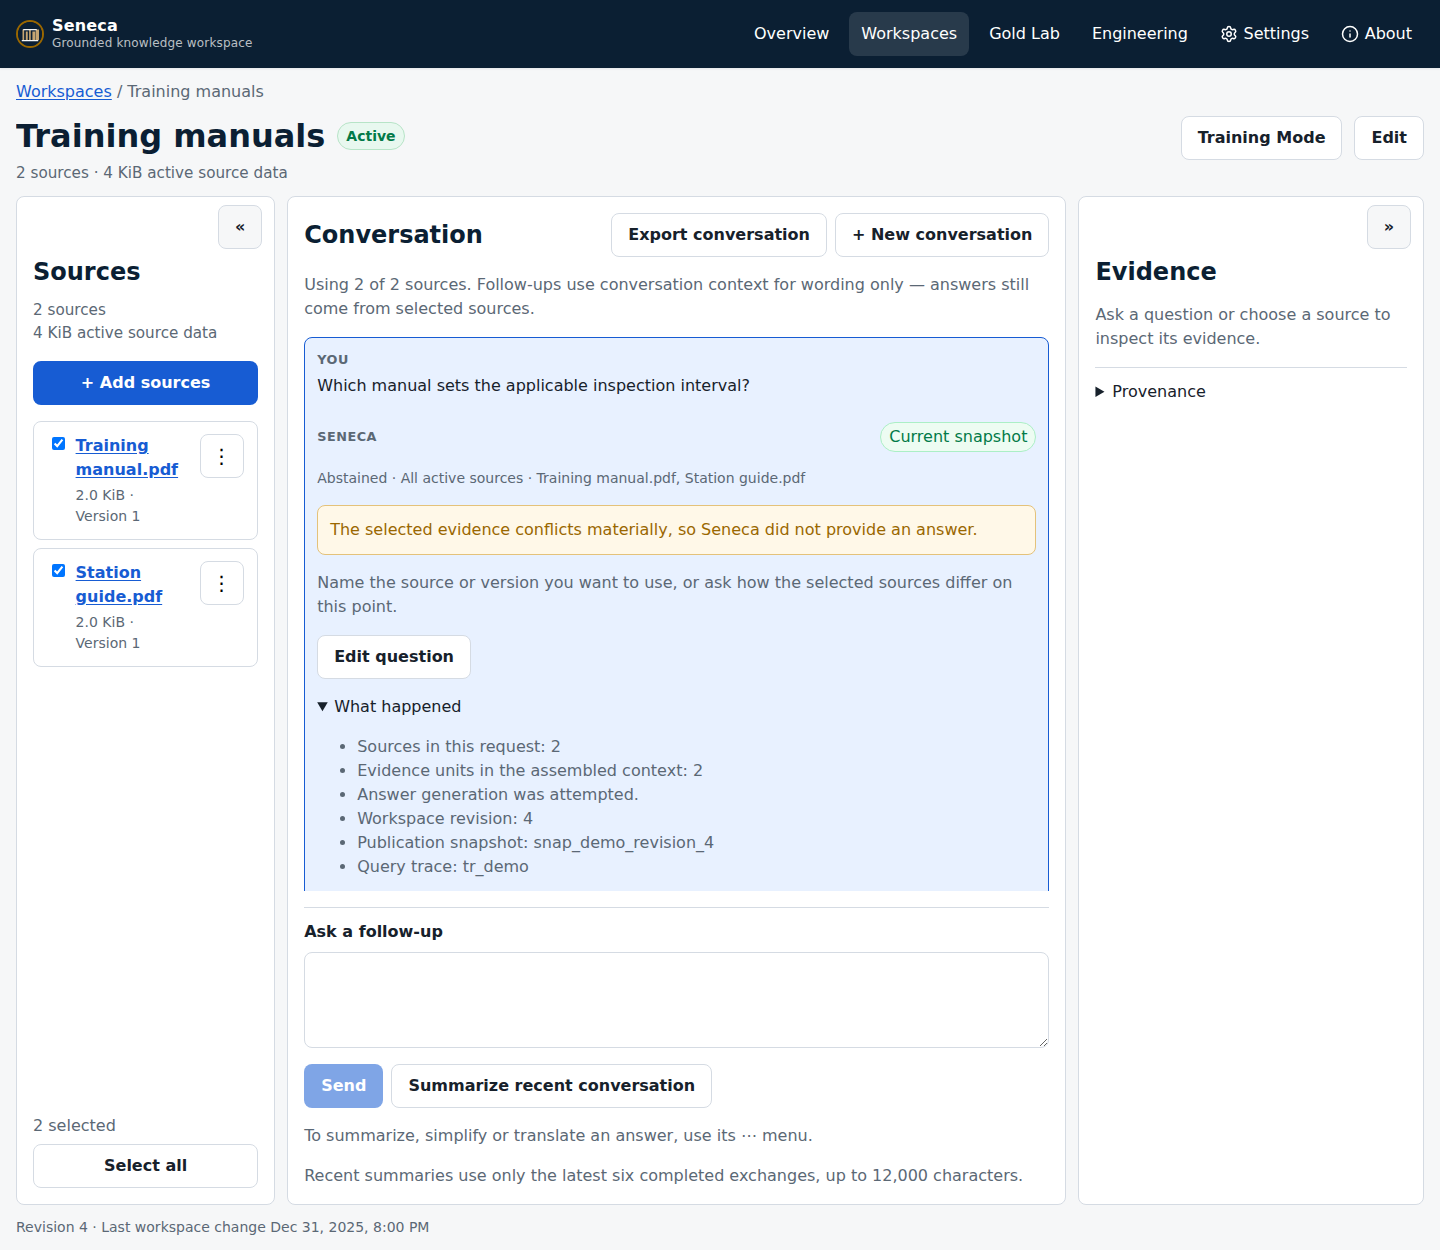 Seneca
Grounded knowledge workspace
Overview
Workspaces
Gold Lab
Engineering
Settings
About
Workspaces / Training manuals
Training manuals
Active
2 sources · 4 KiB active source data
Training Mode
Edit
«
Sources
2 sources
4 KiB active source data
+ Add sources
Training
manual.pdf
2.0 KiB ·
Version 1
⋮
Station
guide.pdf
2.0 KiB ·
Version 1
⋮
2 selected
Select all
Conversation
Export conversation
+ New conversation
Using 2 of 2 sources. Follow-ups use conversation context for wording only — answers still
come from selected sources.
YOU
Which manual sets the applicable inspection interval?
SENECA
Current snapshot
Abstained · All active sources · Training manual.pdf, Station guide.pdf
The selected evidence conflicts materially, so Seneca did not provide an answer.
Name the source or version you want to use, or ask how the selected sources differ on
this point.
Edit question
▼ What happened
• Sources in this request: 2
• Evidence units in the assembled context: 2
• Answer generation was attempted.
• Workspace revision: 4
• Publication snapshot: snap_demo_revision_4
• Query trace: tr_demo
Ask a follow-up
Send
Summarize recent conversation
To summarize, simplify or translate an answer, use its ··· menu.
Recent summaries use only the latest six completed exchanges, up to 12,000 characters.
»
Evidence
Ask a question or choose a source to
inspect its evidence.
▶ Provenance
Revision 4 · Last workspace change Dec 31, 2025, 8:00 PM